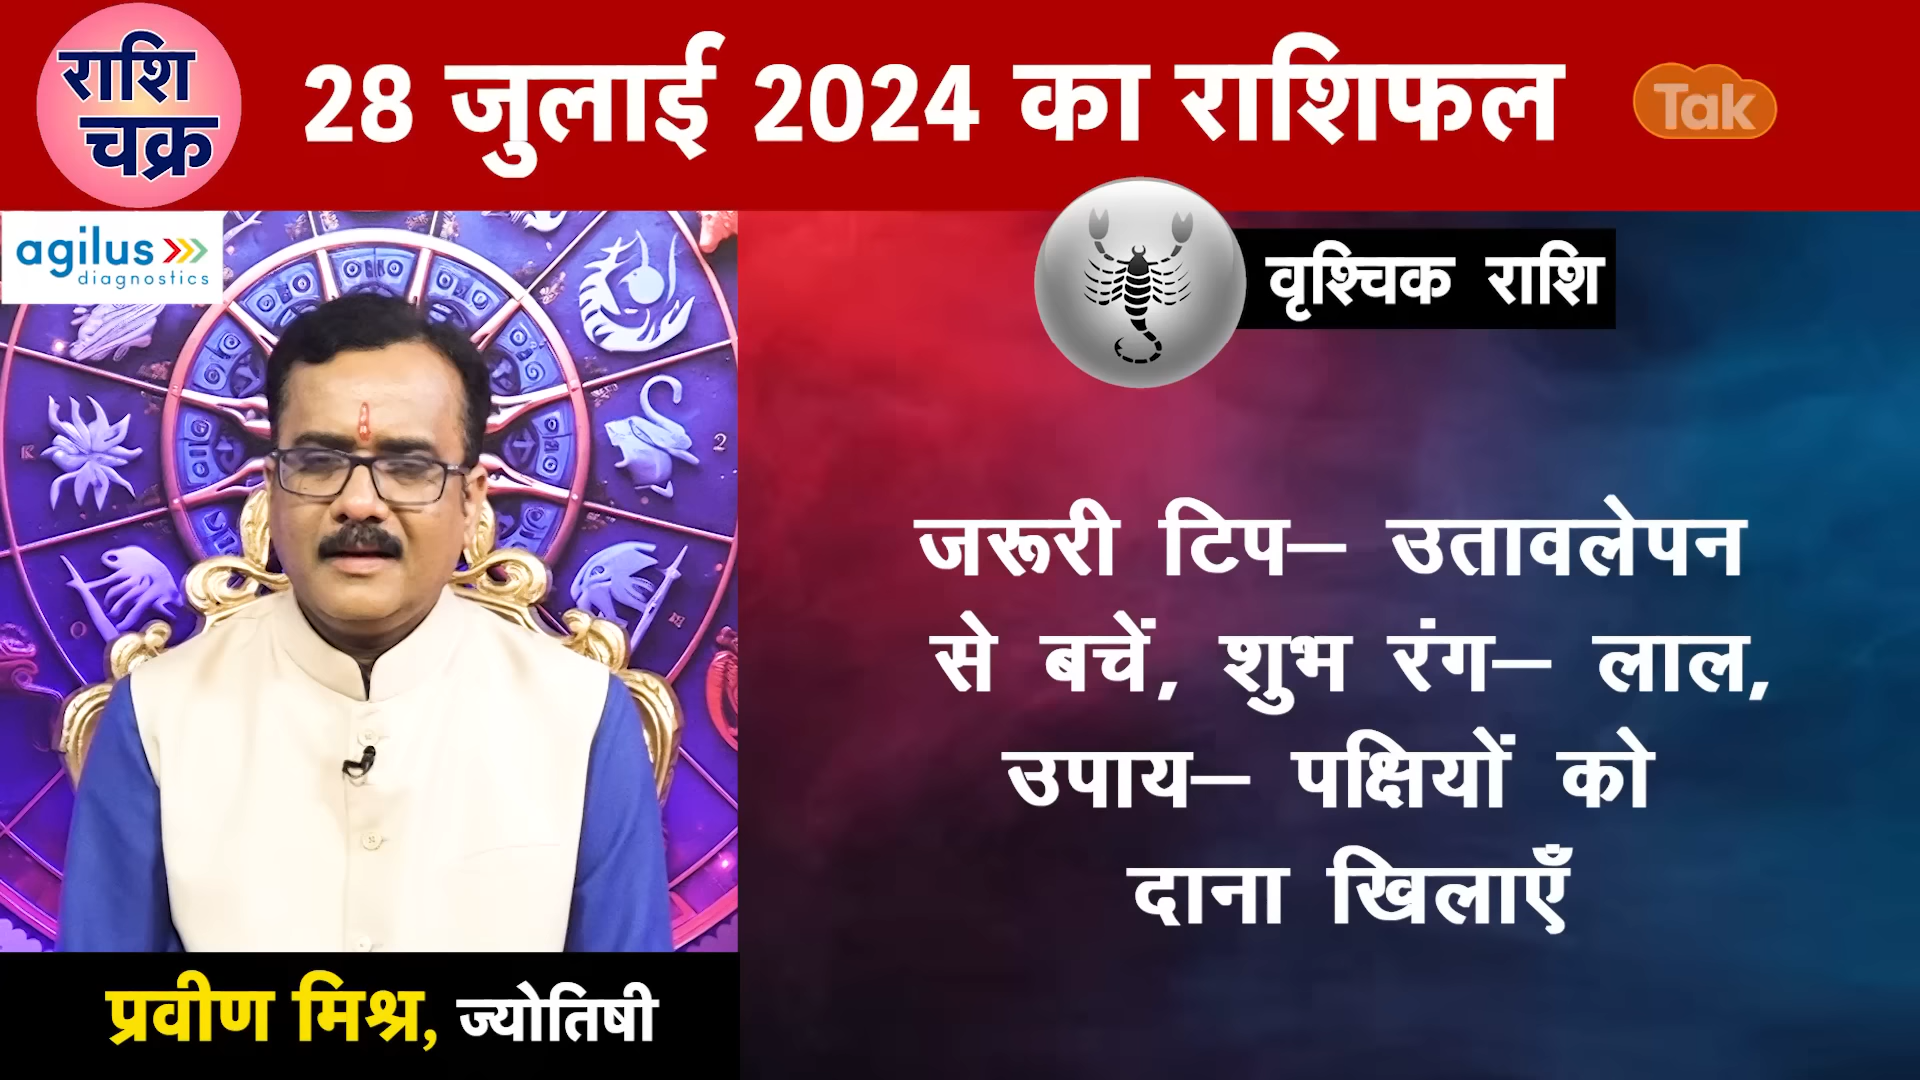 राशि
चक्र
28 जुलाई 2024 का राशिफल
Tak
agilus
diagnostics
वृश्चिक राशि
जरूरी टिप– उतावलेपन
से बचें, शुभ रंग– लाल,
उपाय– पक्षियों को
दाना खिलाएँ
प्रवीण मिश्र, ज्योतिषी